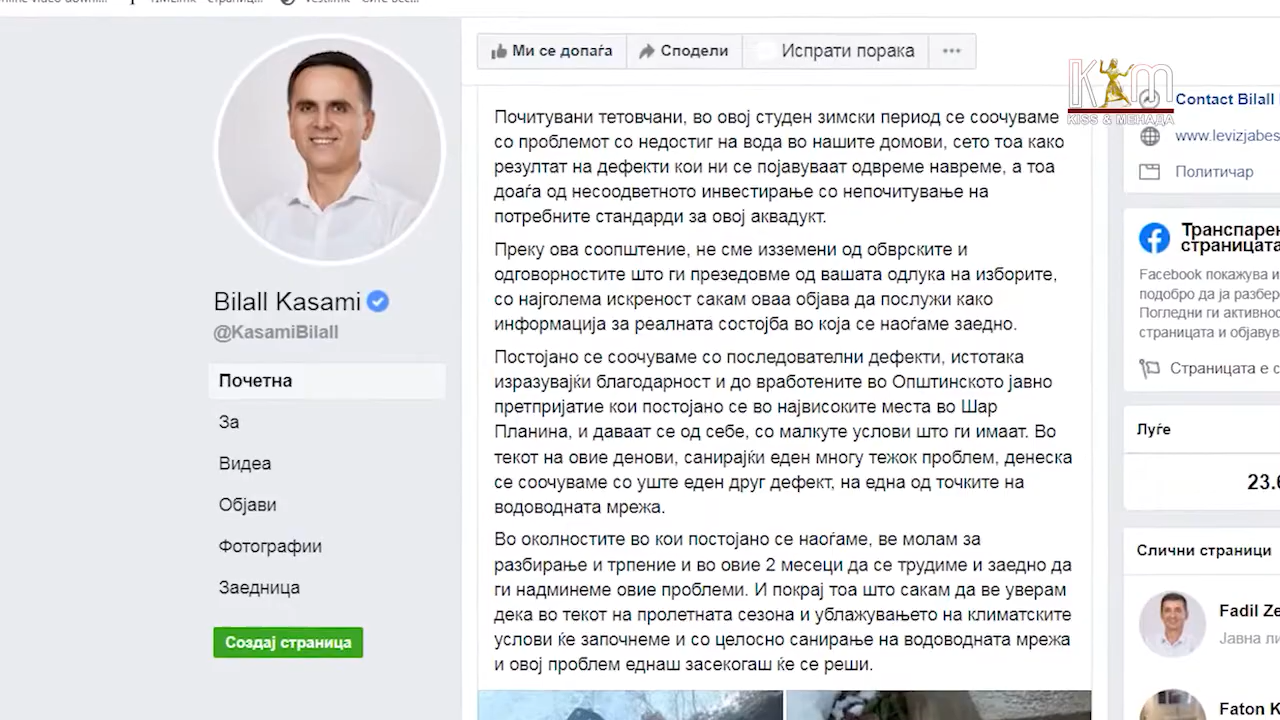 Ми се допаѓа
Сподели
Испрати порака
KISS & МЕНАДА
Contact Bilall
www.levizjabes
Политичар
Почитувани тетовчани, во овој студен зимски период се соочуваме
со проблемот со недостиг на вода во нашите домови, сето тоа како
резултат на дефекти кои ни се појавуваат одвреме навреме, а тоа
доаѓа од несоодветното инвестирање со непочитување на
потребните стандарди за овој аквадукт.
Преку ова соопштение, не сме изземени од обврските и
одговорностите што ги презедовме од вашата одлука на изборите,
со најголема искреност сакам оваа објава да послужи како
информација за реалната состојба во која се наоѓаме заедно.
Постојано се соочуваме со последователни дефекти, истотака
изразувајќи благодарност и до вработените во Општинското јавно
претпријатие кои постојано се во највисоките места во Шар
Планина, и даваат се од себе, со малкуте услови што ги имаат. Во
текот на овие денови, санирајќи еден многу тежок проблем, денеска
се соочуваме со уште еден друг дефект, на една од точките на
водоводната мрежа.
Во околностите во кои постојано се наоѓаме, ве молам за
разбирање и трпение и во овие 2 месеци да се трудиме и заедно да
ги надминеме овие проблеми. И покрај тоа што сакам да ве уверам
дека во текот на пролетната сезона и ублажувањето на климатските
услови ќе започнеме и со целосно санирање на водоводната мрежа
и овој проблем еднаш засекогаш ќе се реши.
Bilall Kasami
@KasamiBilall
Почетна
За
Видеа
Објави
Фотографии
Заедница
Создај страница
Транспарен
страницата
Facebook покажува и
подобро да ја разбер
Погледни ги активнос
страницата и објавув
Страницата е с
Луѓе
23.6
Слични страници
Fadil Ze
Јавна ли
Faton K